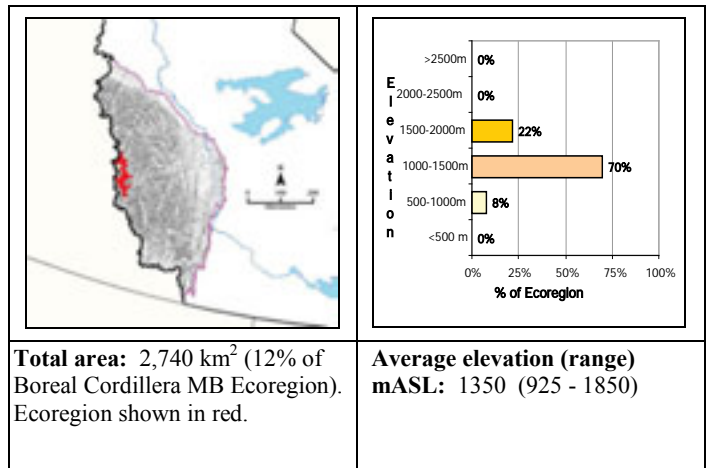 Elevation
>2500m 0%
2000-2500m 0%
1500-2000m 22%
1000-1500m 70%
500-1000m 8%
<500 m 0%
0% 25% 50% 75% 100%
% of Ecoregion
Total area: 2,740 km² (12% of
Boreal Cordillera MB Ecoregion).
Ecoregion shown in red.
Average elevation (range)
mASL: 1350 (925 - 1850)